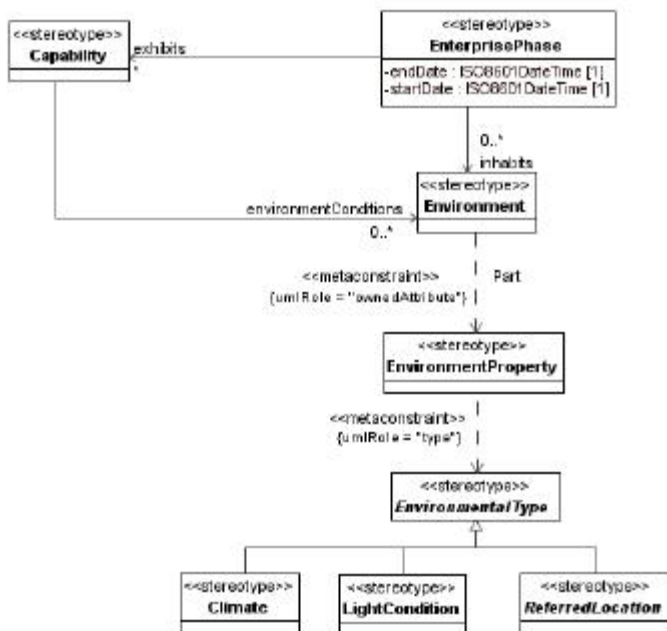 <<stereotype>>
Capability
exhibits
*
<<stereotype>>
EnterprisePhase
-endDate : ISO8601DateTime [1]
-startDate : ISO8601DateTime [1]
0..*
inhabits
<<stereotype>>
Environment
environmentConditions
0..*
<<metaconstraint>>
{umlRole = "ownedAttribute"}
Part
<<stereotype>>
EnvironmentProperty
<<metaconstraint>>
{umlRole = "type"}
<<stereotype>>
EnvironmentalType
<<stereotype>>
Climate
<<stereotype>>
LightCondition
<<stereotype>>
ReferredLocation